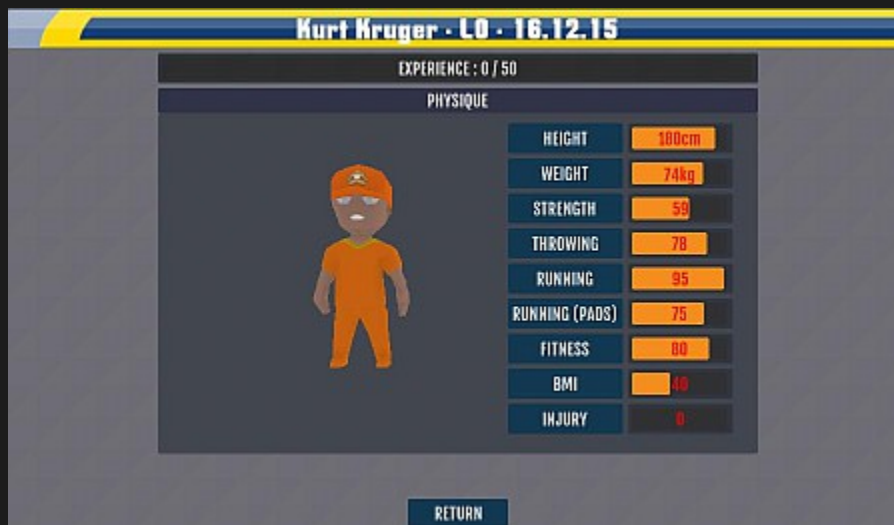 Kurt Kruger - L0 - 16.12.15
EXPERIENCE : 0 / 50
PHYSIQUE
HEIGHT 180cm
WEIGHT 74kg
STRENGTH 59
THROWING 78
RUNNING 95
RUNNING (PADS) 75
FITNESS 80
BMI 40
INJURY 0
RETURN